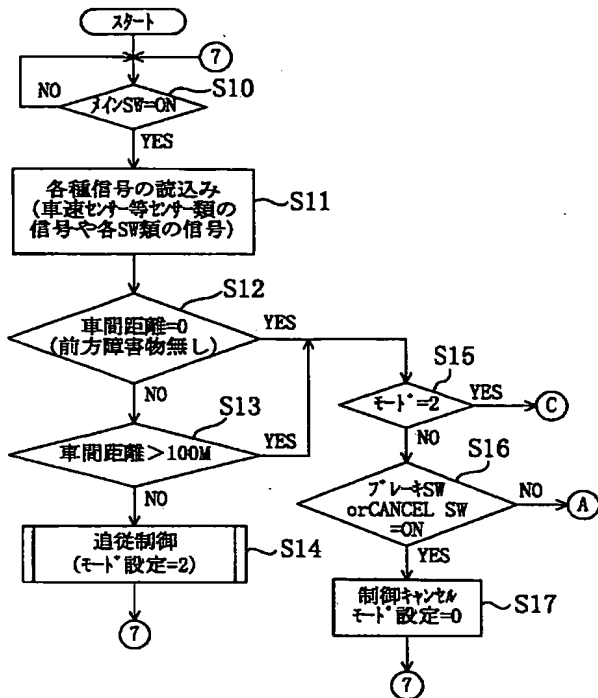 スタート
7
S10
NO
メインSW=ON
YES
各種信号の読込み
(車速センサー等センサー類の
信号や各SW類の信号)
S11
S12
車間距離=0
(前方障害物無し)
YES
NO
S13
車間距離>100M
YES
NO
追従制御
(モード設定=2)
S14
7
S15
モード=2
YES
C
NO
S16
ブレーキSW
orCANCEL SW
=ON
NO
A
YES
制御キャンセル
モード設定=0
S17
7